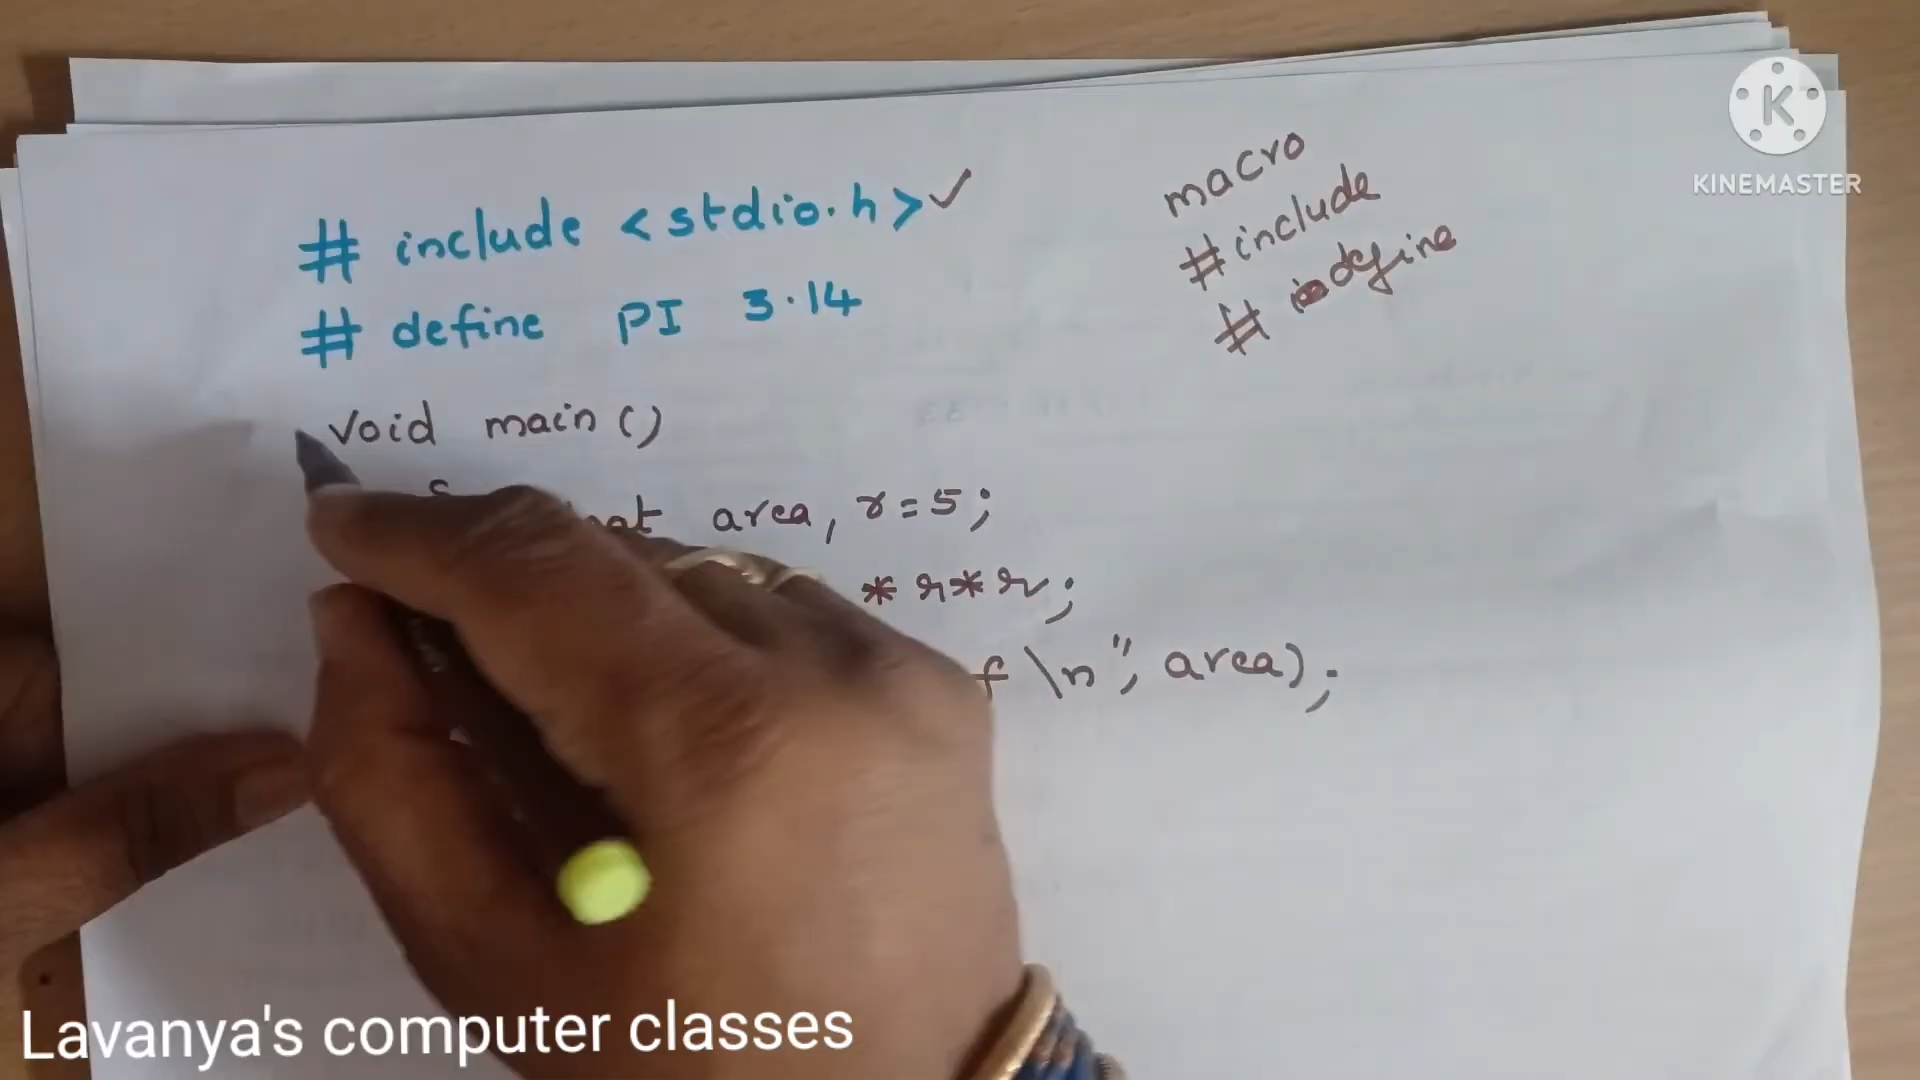 # include <stdio.h> ✓
# define PI 3.14
void main()
area, r=5;
*r*r;
f \n", area);
macro
#include
# define
K
KINEMASTER
Lavanya's computer classes